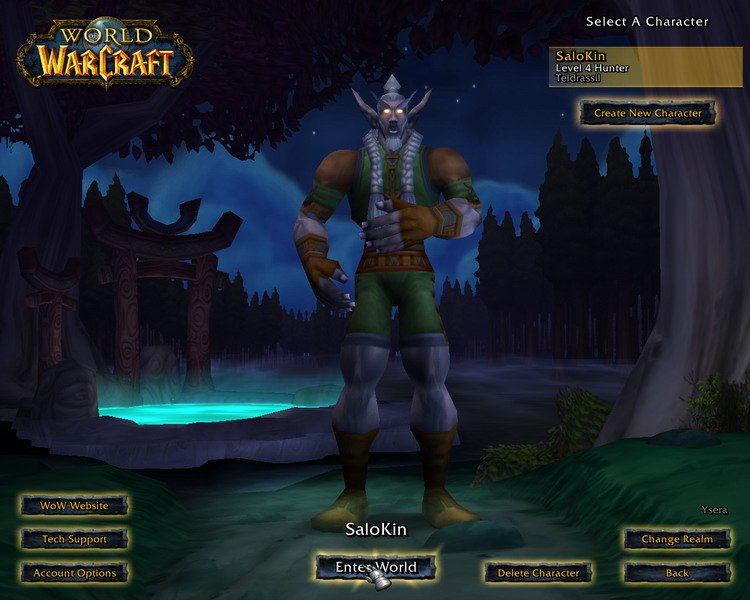 WORLD
OF
WARCRAFT
Select A Character
SaloKin
Level 4 Hunter
Teldrassil
Create New Character
SaloKin
Enter World
WoW Website
Tech Support
Account Options
Ysera
Change Realm
Delete Character
Back